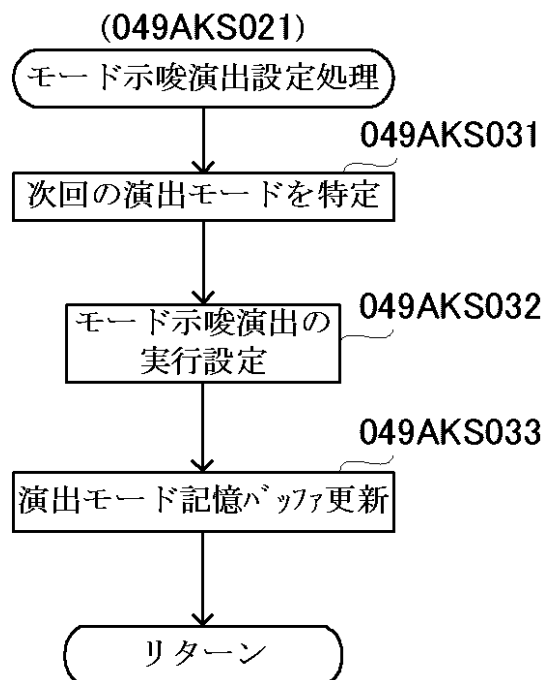 (049AKS021)
モード示唆演出設定処理
049AKS031
次回の演出モードを特定
049AKS032
モード示唆演出の
実行設定
049AKS033
演出モード記憶ﾊﾞｯﾌｧ更新
リターン